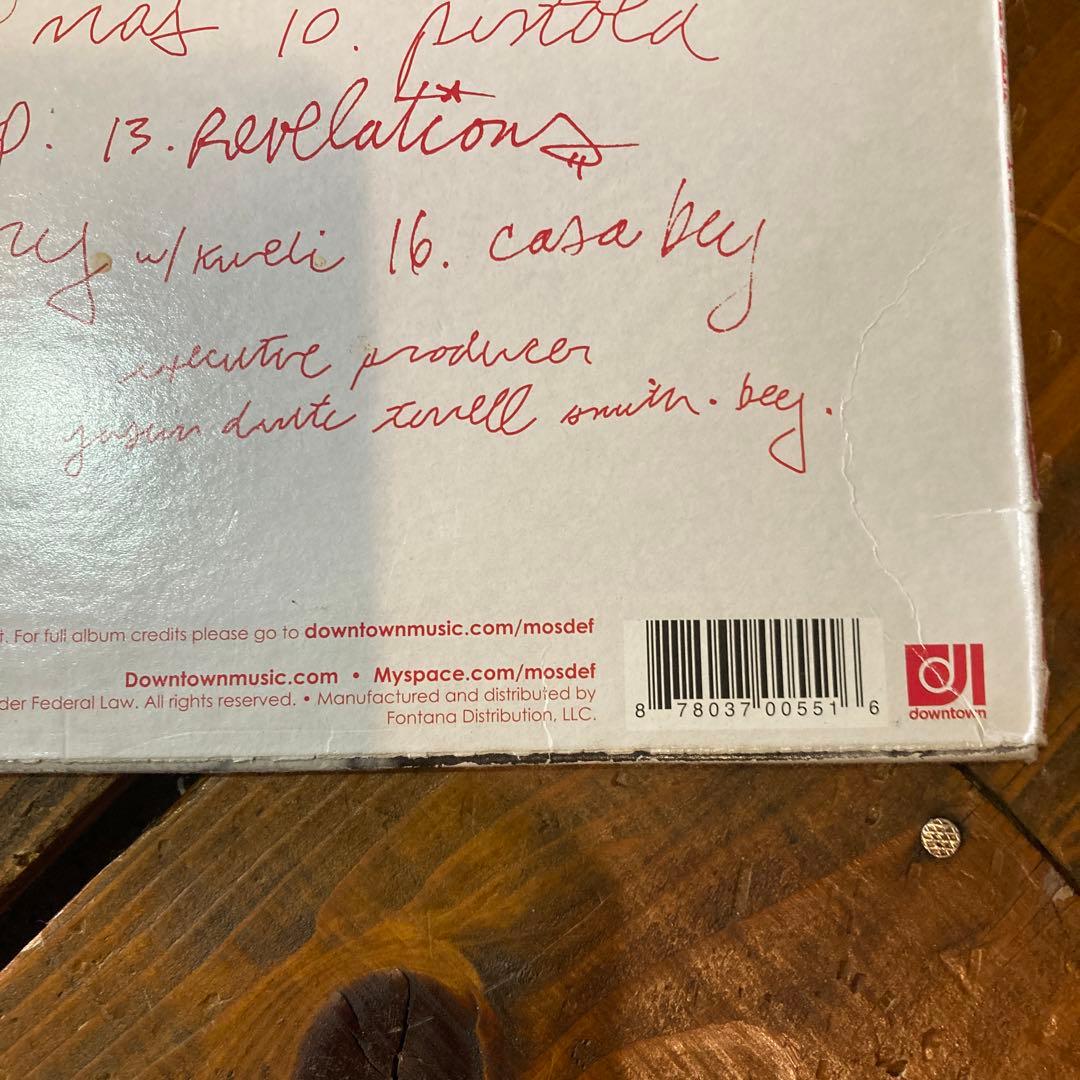 nas 10. pistola
p. 13. Revelations
w/ Kweli 16. casa bey
executive producer
yasiin dante terrell smith. bey.
t. For full album credits please go to downtownmusic.com/mosdef
Downtownmusic.com • Myspace.com/mosdef
der Federal Law. All rights reserved. • Manufactured and distributed by
Fontana Distribution, LLC.
8 78037 00551 6
downtown